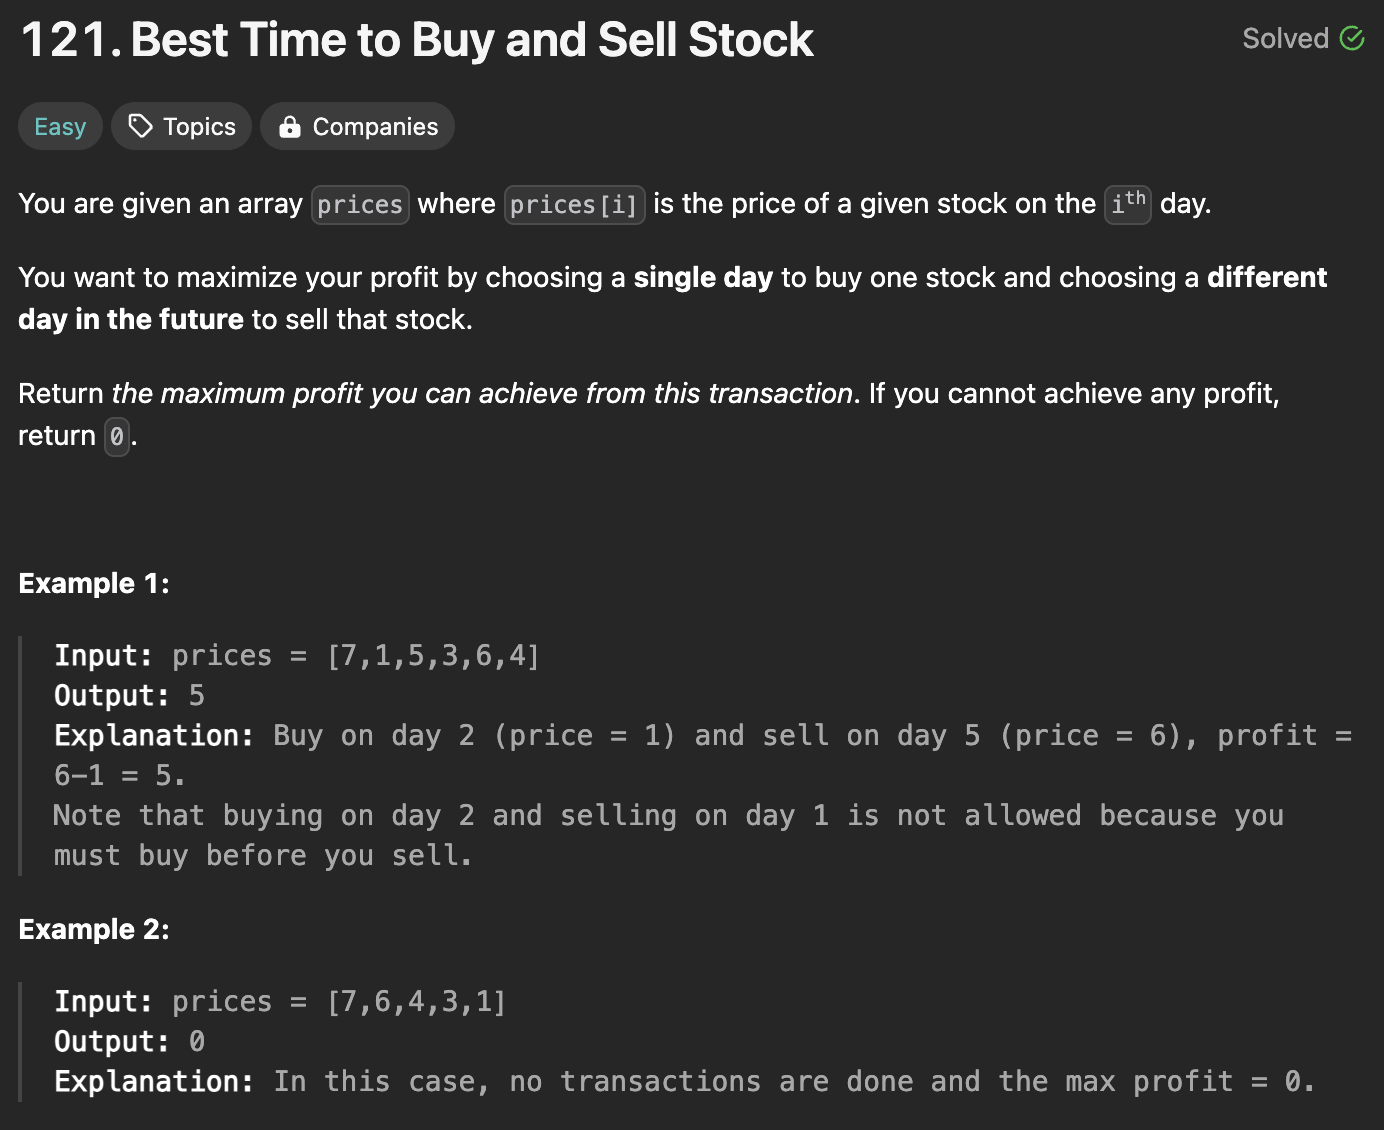 121. Best Time to Buy and Sell Stock
Solved
Easy
Topics
Companies
You are given an array prices where prices[i] is the price of a given stock on the ith day.
You want to maximize your profit by choosing a single day to buy one stock and choosing a different
day in the future to sell that stock.
Return the maximum profit you can achieve from this transaction. If you cannot achieve any profit,
return 0.
Example 1:
Input: prices = [7,1,5,3,6,4]
Output: 5
Explanation: Buy on day 2 (price = 1) and sell on day 5 (price = 6), profit =
6-1 = 5.
Note that buying on day 2 and selling on day 1 is not allowed because you
must buy before you sell.
Example 2:
Input: prices = [7,6,4,3,1]
Output: 0
Explanation: In this case, no transactions are done and the max profit = 0.